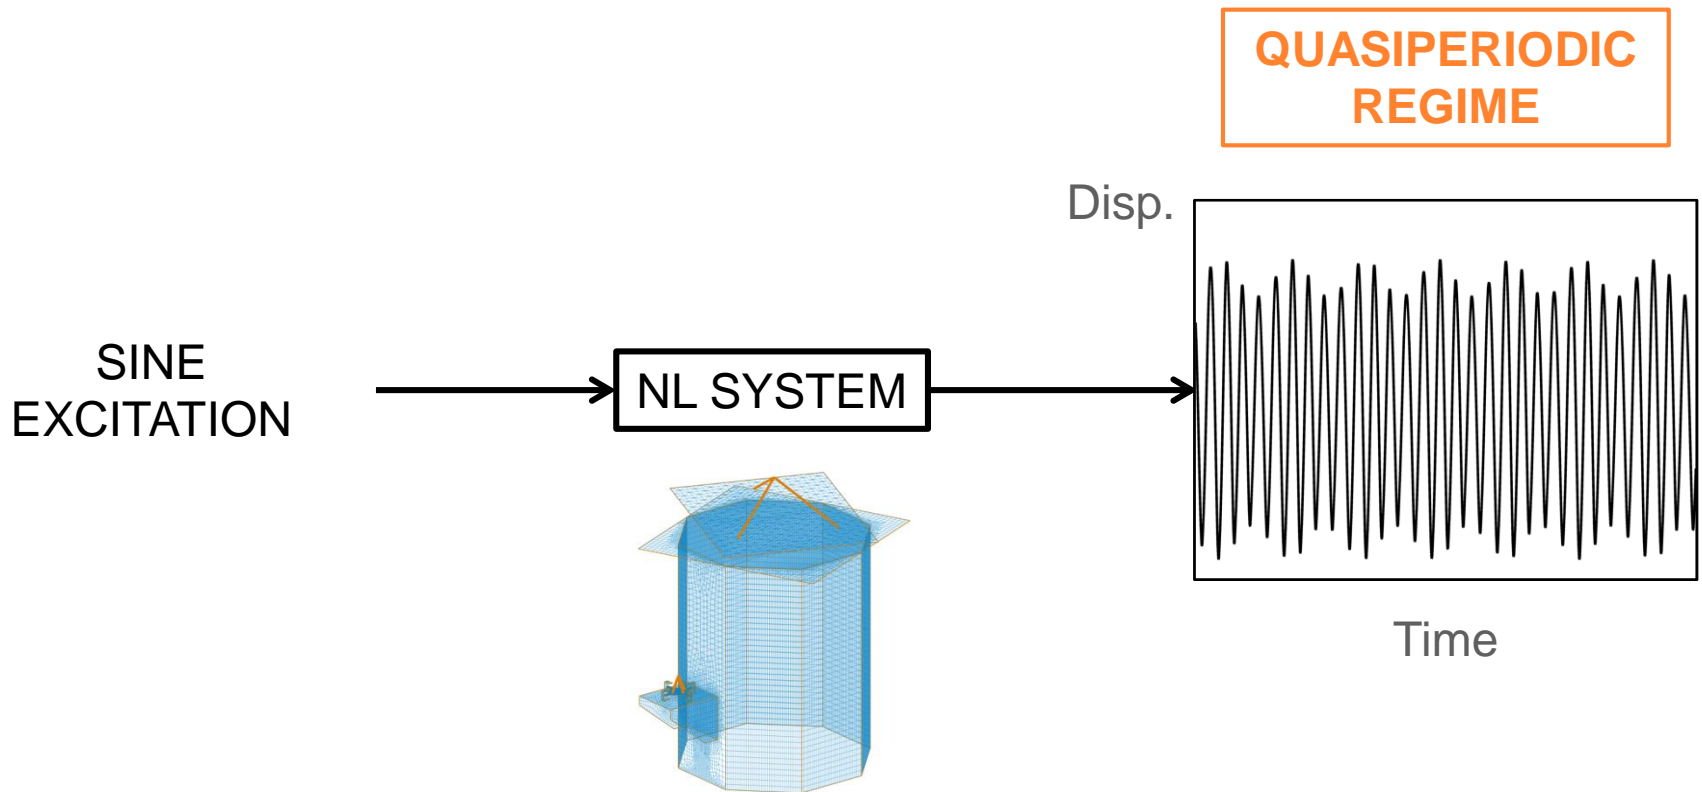 QUASIPERIODIC
REGIME
Disp.
SINE
EXCITATION
NL SYSTEM
Time